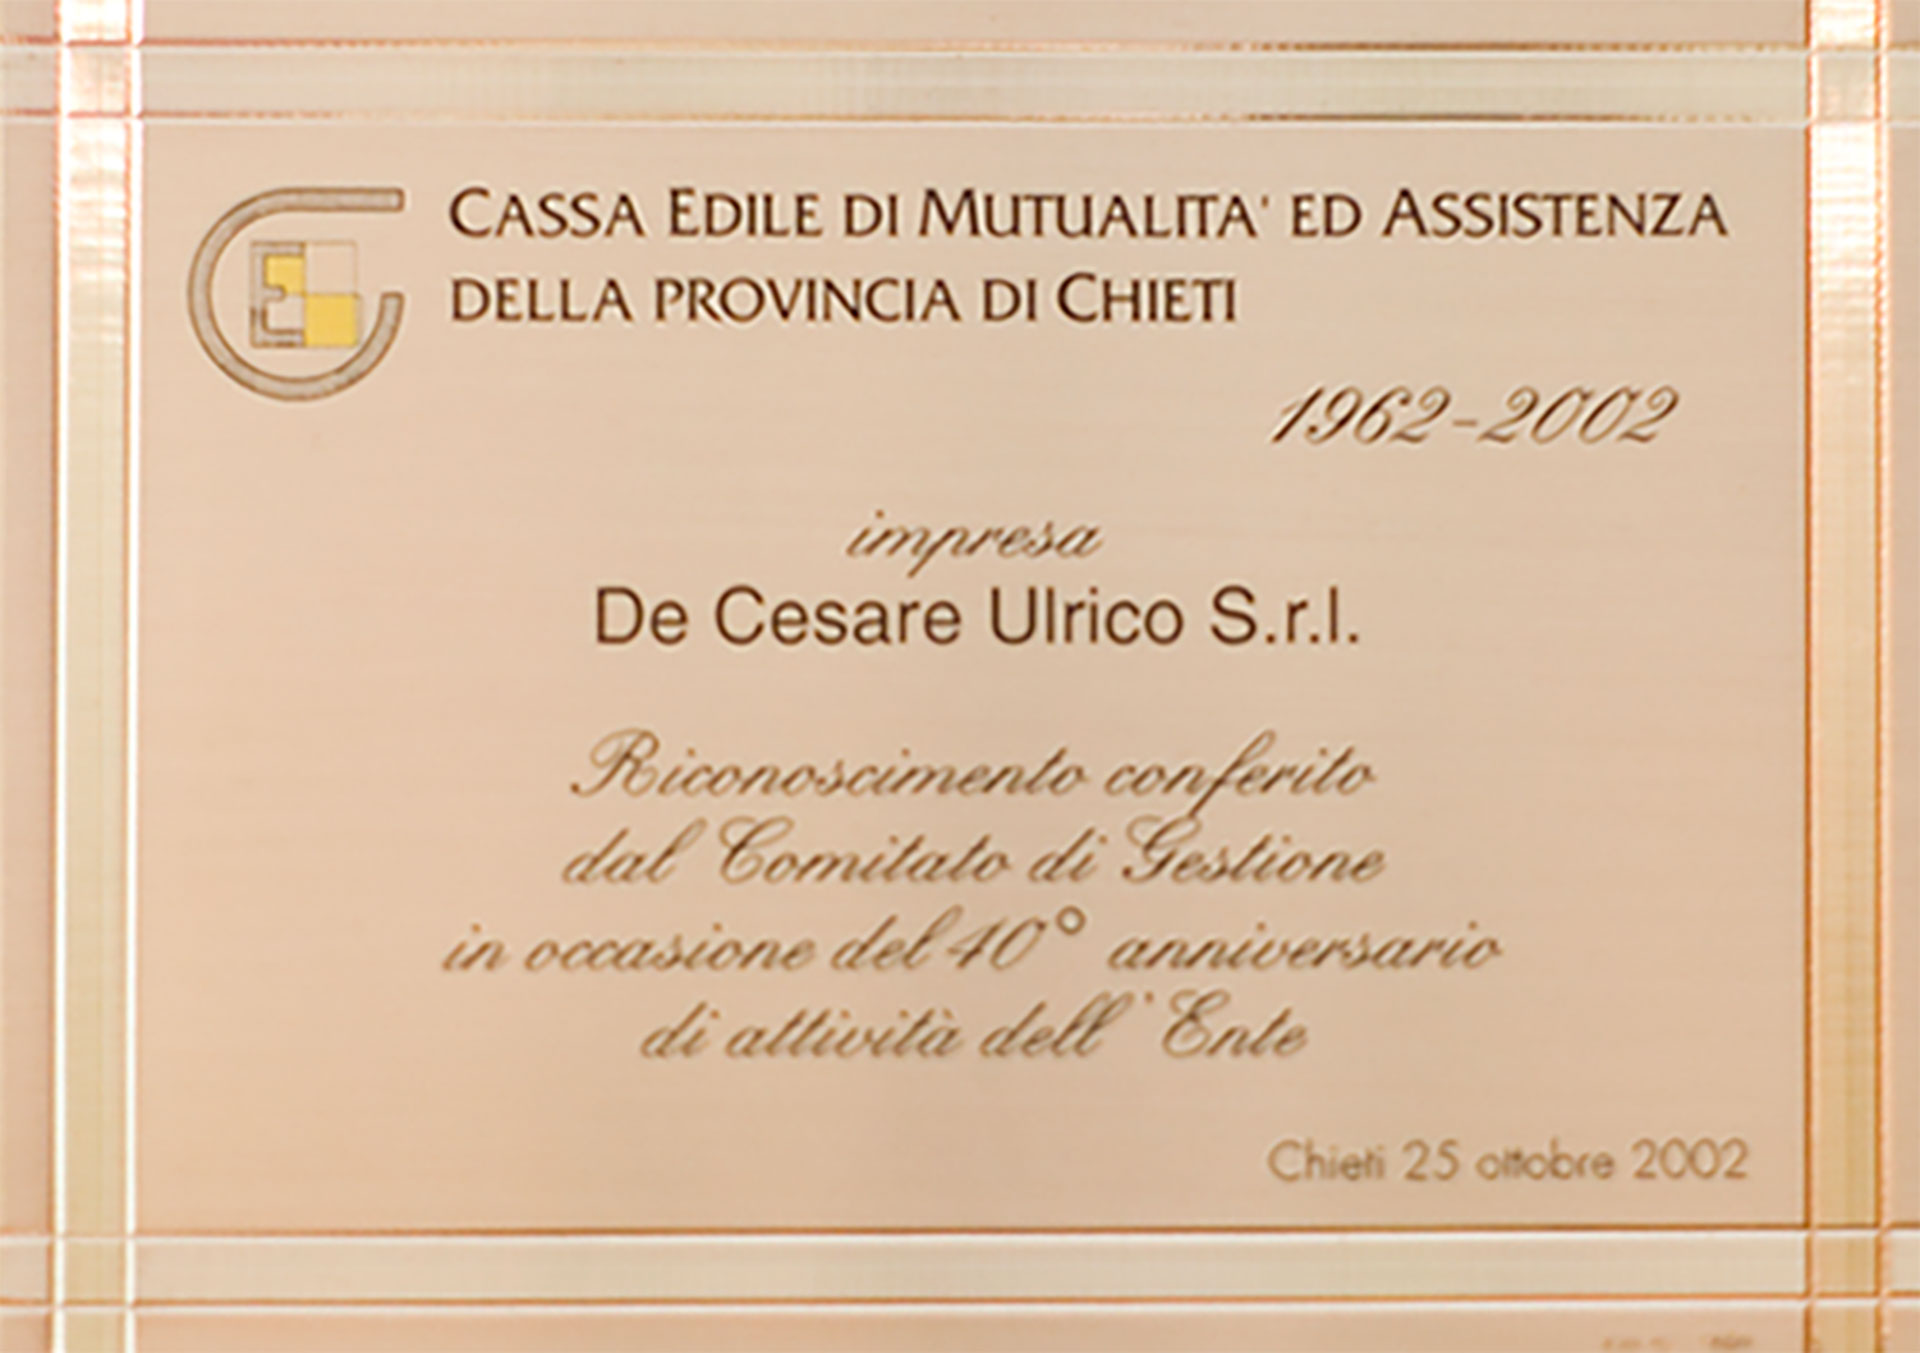 CASSA EDILE DI MUTUALITA' ED ASSISTENZA
DELLA PROVINCIA DI CHIETI
1962-2002
impresa
De Cesare Ulrico S.r.l.
Riconoscimento conferito
dal Comitato di Gestione
in occasione del 40° anniversario
di attività dell'Ente
Chieti 25 ottobre 2002